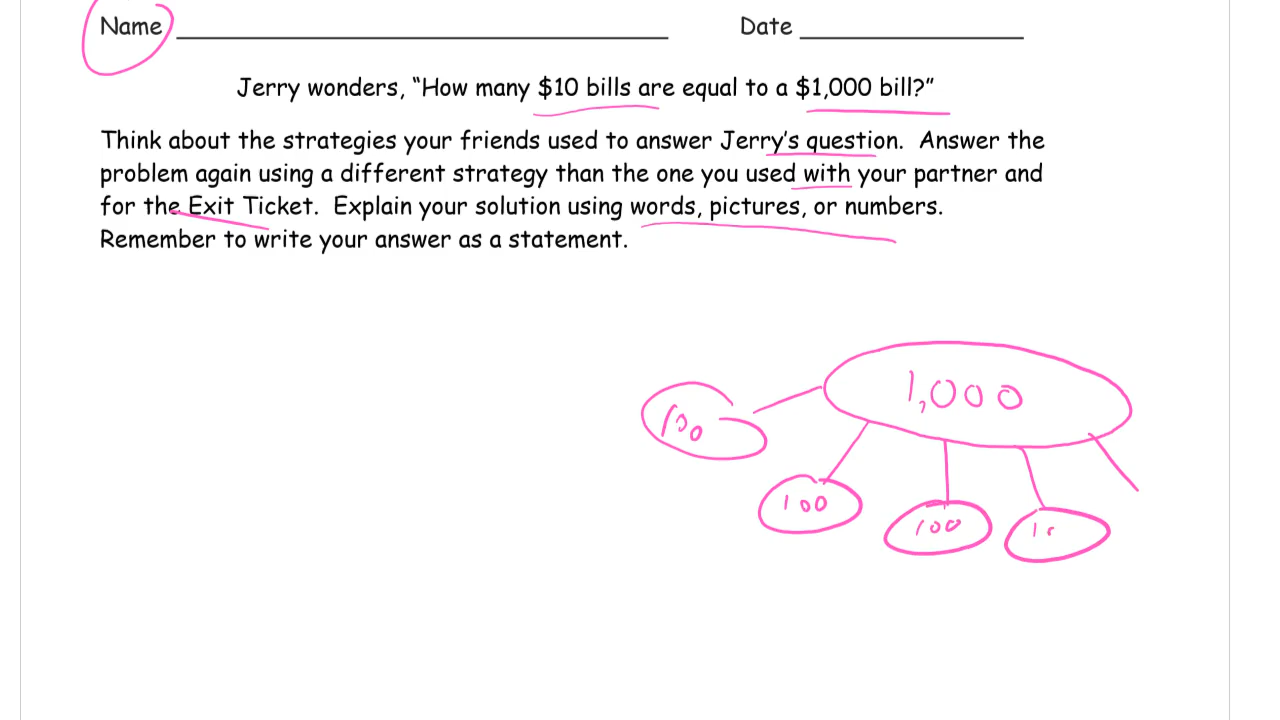 Name ______ Date ______
Jerry wonders, “How many $10 bills are equal to a $1,000 bill?”
Think about the strategies your friends used to answer Jerry’s question. Answer the
problem again using a different strategy than the one you used with your partner and
for the Exit Ticket. Explain your solution using words, pictures, or numbers.
Remember to write your answer as a statement.
1,000
100
100
100
10